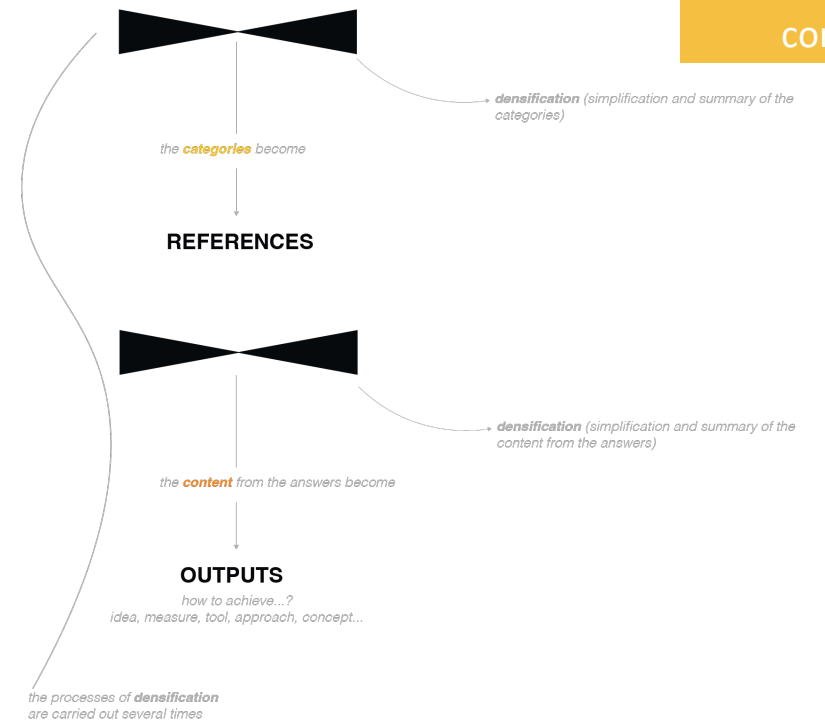 densification (simplification and summary of the
categories)
the categories become
REFERENCES
densification (simplification and summary of the
content from the answers)
the content from the answers become
OUTPUTS
how to achieve...?
idea, measure, tool, approach, concept...
the processes of densification
are carried out several times